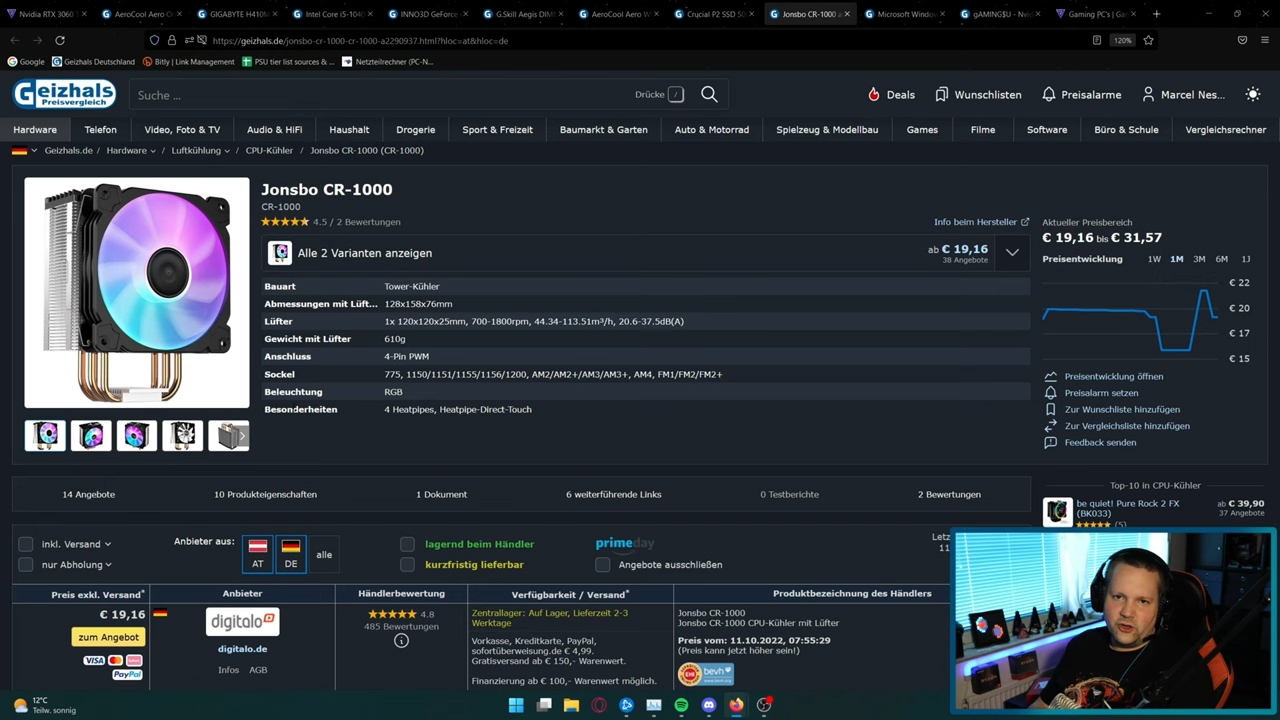 Nvidia RTX 3060
AeroCool Aero
GIGABYTE H410M
Intel Core i5-1040
INNO3D GeForce
G.Skill Aegis DIM
AeroCool Aero W
Crucial P2 SSD 50
Jonsbo CR-1000
Microsoft Window
gAMiNG$U - Nvid
Gaming PC's | Gam
https://geizhals.de/jonsbo-cr-1000-cr-1000-a2290937.html?hloc=at&hloc=de
120%
Google
Geizhals Deutschland
Bitly | Link Management
PSU tier list sources & ...
Netzteilrechner (PC-N...
Geizhals
Preisvergleich
Suche ...
Drücke /
Deals
Wunschlisten
Preisalarme
Marcel Nes...
Hardware
Telefon
Video, Foto & TV
Audio & HiFi
Haushalt
Drogerie
Sport & Freizeit
Baumarkt & Garten
Auto & Motorrad
Spielzeug & Modellbau
Games
Filme
Software
Büro & Schule
Vergleichsrechner
Geizhals.de / Hardware / Luftkühlung / CPU-Kühler / Jonsbo CR-1000 (CR-1000)
Jonsbo CR-1000
CR-1000
4.5 / 2 Bewertungen
Info beim Hersteller
Alle 2 Varianten anzeigen
ab € 19,16
38 Angebote
Bauart Tower-Kühler
Abmessungen mit Lüft... 128x158x76mm
Lüfter 1x 120x120x25mm, 700-1800rpm, 44.34-113.51m³/h, 20.6-37.5dB(A)
Gewicht mit Lüfter 610g
Anschluss 4-Pin PWM
Sockel 775, 1150/1151/1155/1156/1200, AM2/AM2+/AM3/AM3+, AM4, FM1/FM2/FM2+
Beleuchtung RGB
Besonderheiten 4 Heatpipes, Heatpipe-Direct-Touch
Aktueller Preisbereich
€ 19,16 bis € 31,57
Preisentwicklung 1W 1M 3M 6M 1J
€ 22
€ 20
€ 17
€ 15
Preisentwicklung öffnen
Preisalarm setzen
Zur Wunschliste hinzufügen
Zur Vergleichsliste hinzufügen
Feedback senden
14 Angebote
10 Produkteigenschaften
1 Dokument
6 weiterführende Links
0 Testberichte
2 Bewertungen
Top-10 in CPU-Kühler
be quiet! Pure Rock 2 FX
(BK033)
(5)
ab € 39,90
37 Angebote
inkl. Versand
nur Abholung
Anbieter aus:
AT
DE
alle
lagernd beim Händler
kurzfristig lieferbar
primeday
Angebote ausschließen
Letz
11
Preis exkl. Versand*
Anbieter
Händlerbewertung
Verfügbarkeit / Versand*
Produktbezeichnung des Händlers
€ 19,16
zum Angebot
VISA
PayPal
digitalo
digitalo.de
Infos AGB
4.8
485 Bewertungen
Zentrallager: Auf Lager, Lieferzeit 2-3
Werktage
Vorkasse, Kreditkarte, PayPal,
sofortüberweisung.de € 4,99.
Gratisversand ab € 150,- Warenwert.
Finanzierung ab € 100,- Warenwert möglich.
Jonsbo CR-1000
Jonsbo CR-1000 CPU-Kühler mit Lüfter
Preis vom: 11.10.2022, 07:55:29
(Preis kann jetzt höher sein!)
EHI bevh
12°C
Teilw. sonnig